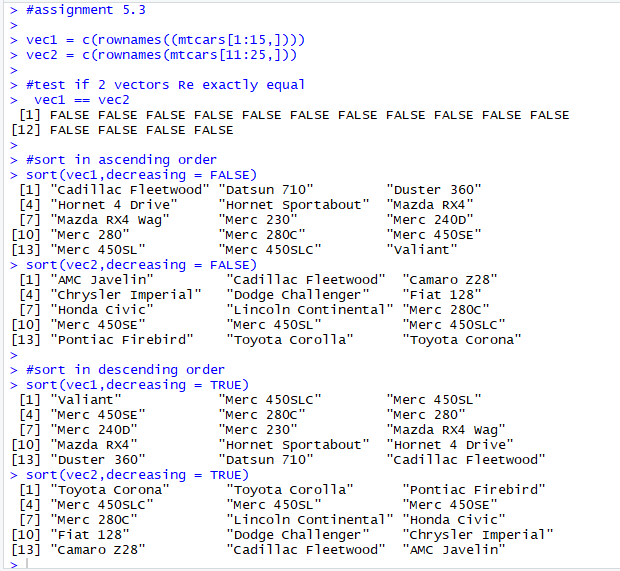 > #assignment 5.3
>
> vec1 = c(rownames((mtcars[1:15,])))
> vec2 = c(rownames(mtcars[11:25,]))
>
> #test if 2 vectors Re exactly equal
>  vec1 == vec2
 [1] FALSE FALSE FALSE FALSE FALSE FALSE FALSE FALSE FALSE FALSE FALSE
[12] FALSE FALSE FALSE FALSE
>
> #sort in ascending order
> sort(vec1,decreasing = FALSE)
 [1] "Cadillac Fleetwood" "Datsun 710"         "Duster 360"
 [4] "Hornet 4 Drive"     "Hornet Sportabout"  "Mazda RX4"
 [7] "Mazda RX4 Wag"      "Merc 230"           "Merc 240D"
[10] "Merc 280"           "Merc 280C"          "Merc 450SE"
[13] "Merc 450SL"         "Merc 450SLC"        "Valiant"
> sort(vec2,decreasing = FALSE)
 [1] "AMC Javelin"         "Cadillac Fleetwood"  "Camaro Z28"
 [4] "Chrysler Imperial"   "Dodge Challenger"    "Fiat 128"
 [7] "Honda Civic"         "Lincoln Continental" "Merc 280C"
[10] "Merc 450SE"          "Merc 450SL"          "Merc 450SLC"
[13] "Pontiac Firebird"    "Toyota Corolla"      "Toyota Corona"
>
> #sort in descending order
> sort(vec1,decreasing = TRUE)
 [1] "Valiant"            "Merc 450SLC"        "Merc 450SL"
 [4] "Merc 450SE"         "Merc 280C"          "Merc 280"
 [7] "Merc 240D"          "Merc 230"           "Mazda RX4 Wag"
[10] "Mazda RX4"          "Hornet Sportabout"  "Hornet 4 Drive"
[13] "Duster 360"         "Datsun 710"         "Cadillac Fleetwood"
> sort(vec2,decreasing = TRUE)
 [1] "Toyota Corona"       "Toyota Corolla"      "Pontiac Firebird"
 [4] "Merc 450SLC"         "Merc 450SL"          "Merc 450SE"
 [7] "Merc 280C"           "Lincoln Continental" "Honda Civic"
[10] "Fiat 128"            "Dodge Challenger"    "Chrysler Imperial"
[13] "Camaro Z28"          "Cadillac Fleetwood"  "AMC Javelin"
>